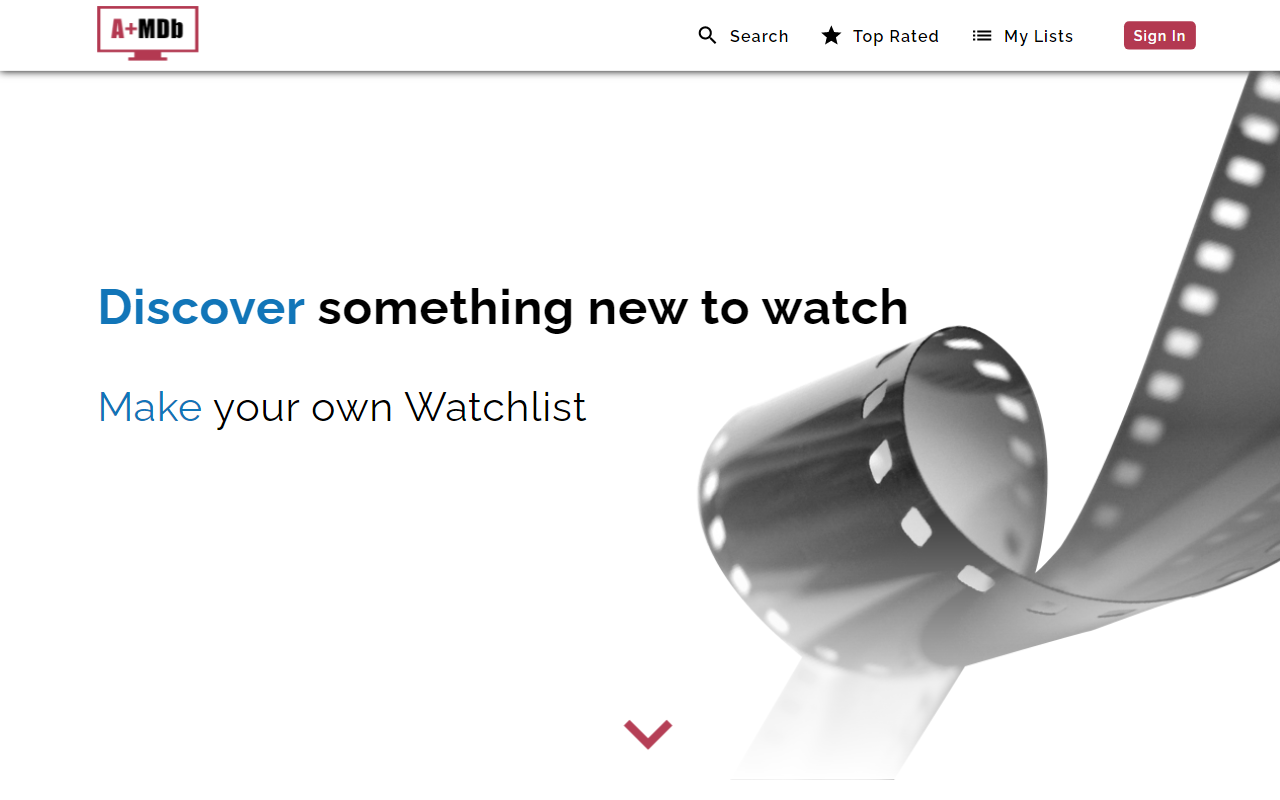 A+MDb
Search
Top Rated
My Lists
Sign In
Discover something new to watch
Make your own Watchlist